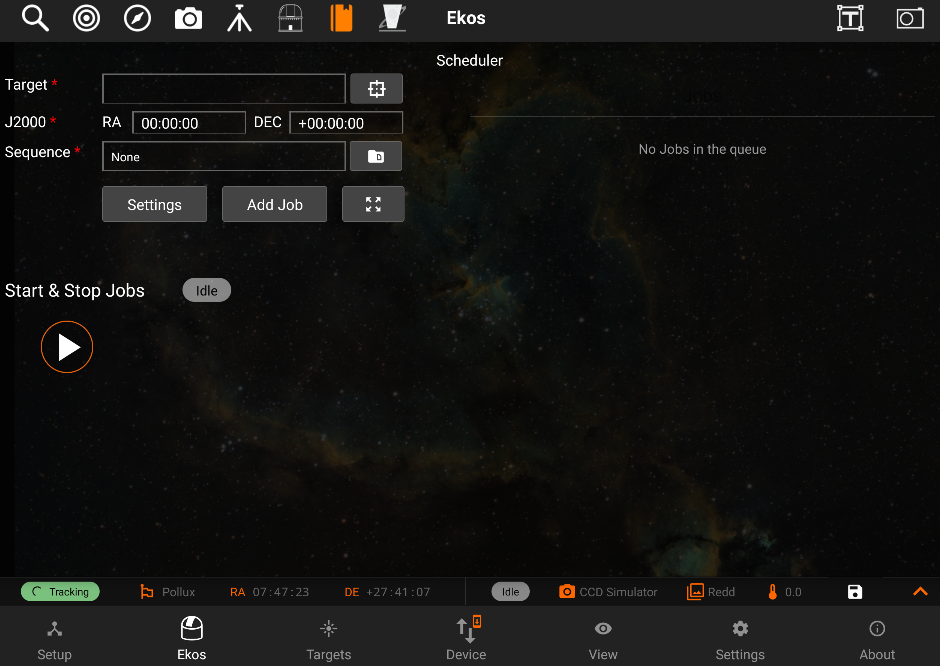 Ekos
Scheduler
Target *
J2000 * RA 00:00:00 DEC +00:00:00
Sequence * None
No Jobs in the queue
Settings Add Job
Start & Stop Jobs Idle
Tracking Pollux RA 07:47:23 DE +27:41:07 Idle CCD Simulator Redd 0.0
Setup Ekos Targets Device View Settings About